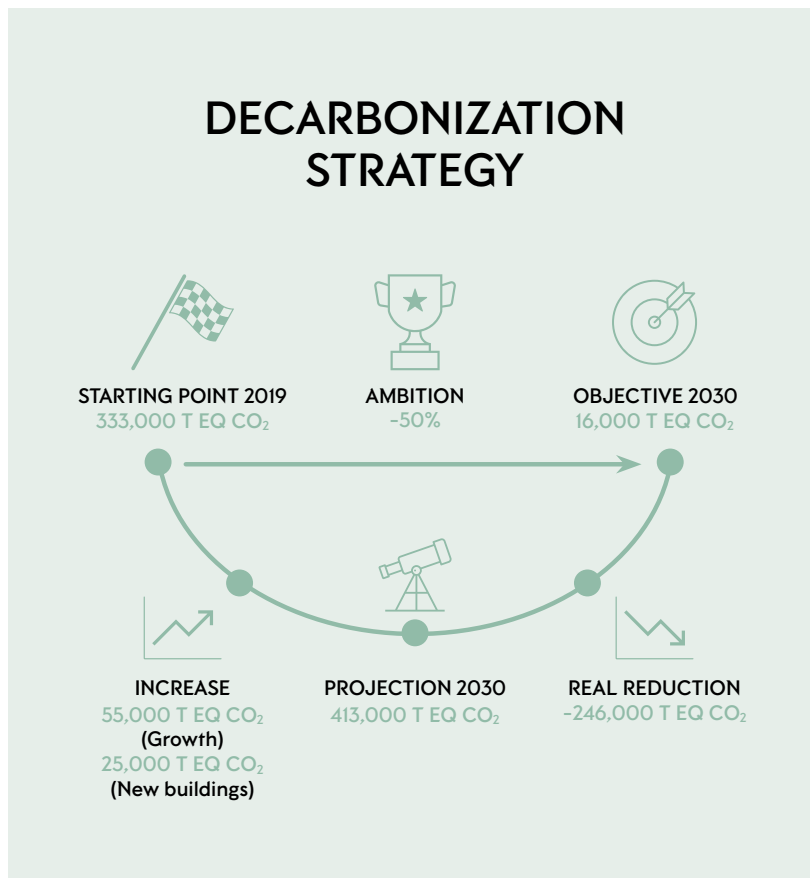 DECARBONIZATION
STRATEGY
STARTING POINT 2019
333,000 T EQ CO₂
AMBITION
-50%
OBJECTIVE 2030
16,000 T EQ CO₂
INCREASE
55,000 T EQ CO₂
(Growth)
25,000 T EQ CO₂
(New buildings)
PROJECTION 2030
413,000 T EQ CO₂
REAL REDUCTION
-246,000 T EQ CO₂